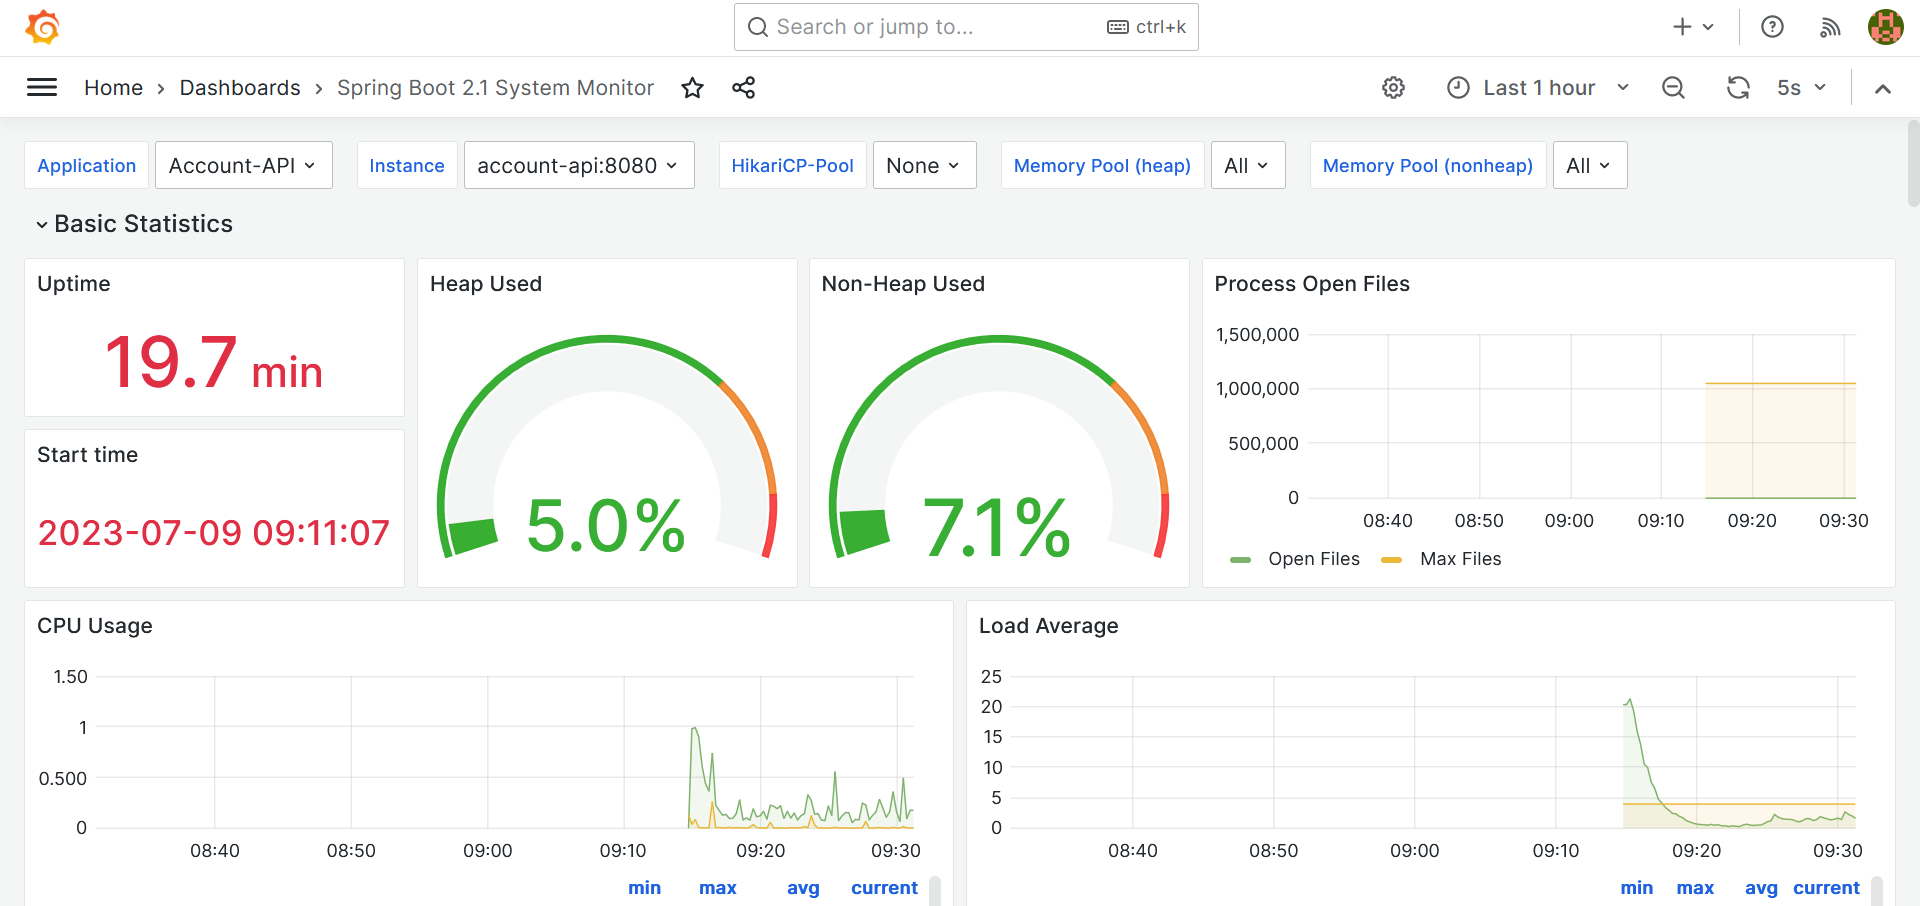 Search or jump to... ctrl+k
Home › Dashboards › Spring Boot 2.1 System Monitor Last 1 hour 5s
Application Account-API Instance account-api:8080 HikariCP-Pool None Memory Pool (heap) All Memory Pool (nonheap) All
Basic Statistics
Uptime
19.7 min
Start time
2023-07-09 09:11:07
Heap Used
5.0%
Non-Heap Used
7.1%
Process Open Files
1,500,000
1,000,000
500,000
0
08:40 08:50 09:00 09:10 09:20 09:30
Open Files Max Files
CPU Usage
1.50
1
0.500
0
08:40 08:50 09:00 09:10 09:20 09:30
min max avg current
Load Average
25
20
15
10
5
0
08:40 08:50 09:00 09:10 09:20 09:30
min max avg current